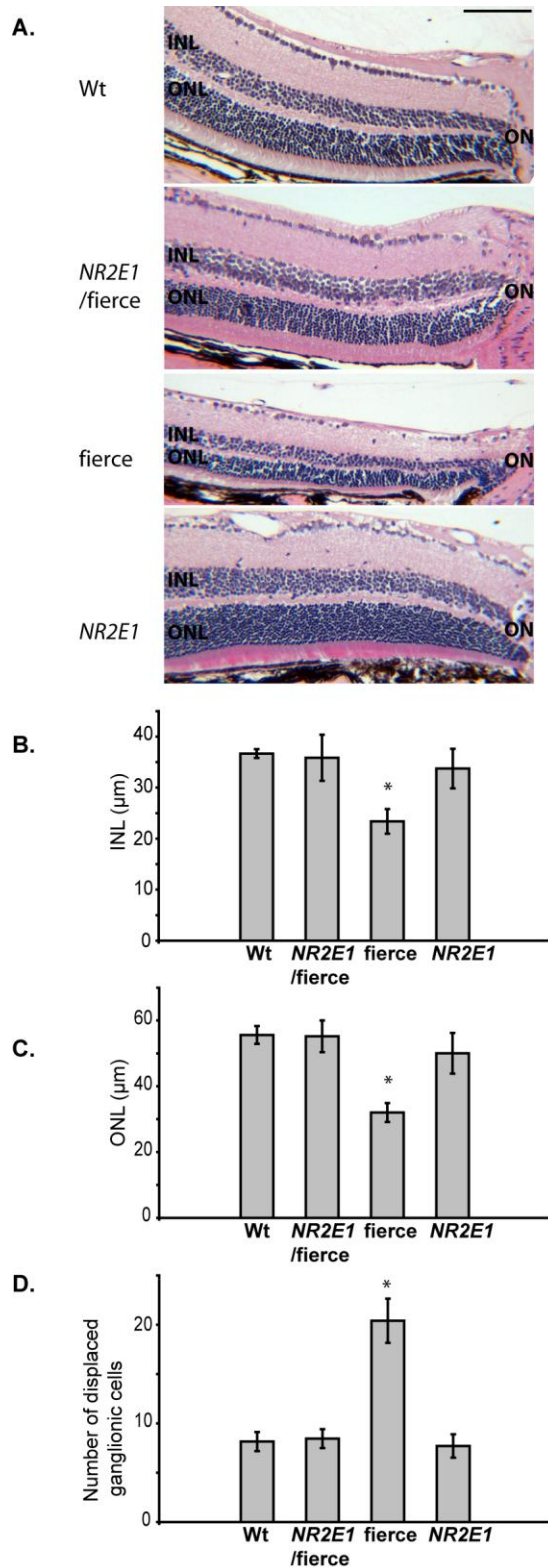 A.
Wt
INL
ONL
ON
NR2E1
/fierce
INL
ONL
ON
fierce
INL
ONL
ON
NR2E1
INL
ONL
ON
B.
INL (µm)
40
30
20
10
0
*
Wt NR2E1 fierce NR2E1
/fierce
C.
ONL (µm)
60
40
20
0
*
Wt NR2E1 fierce NR2E1
/fierce
D.
Number of displaced
ganglionic cells
20
10
0
*
Wt NR2E1 fierce NR2E1
/fierce